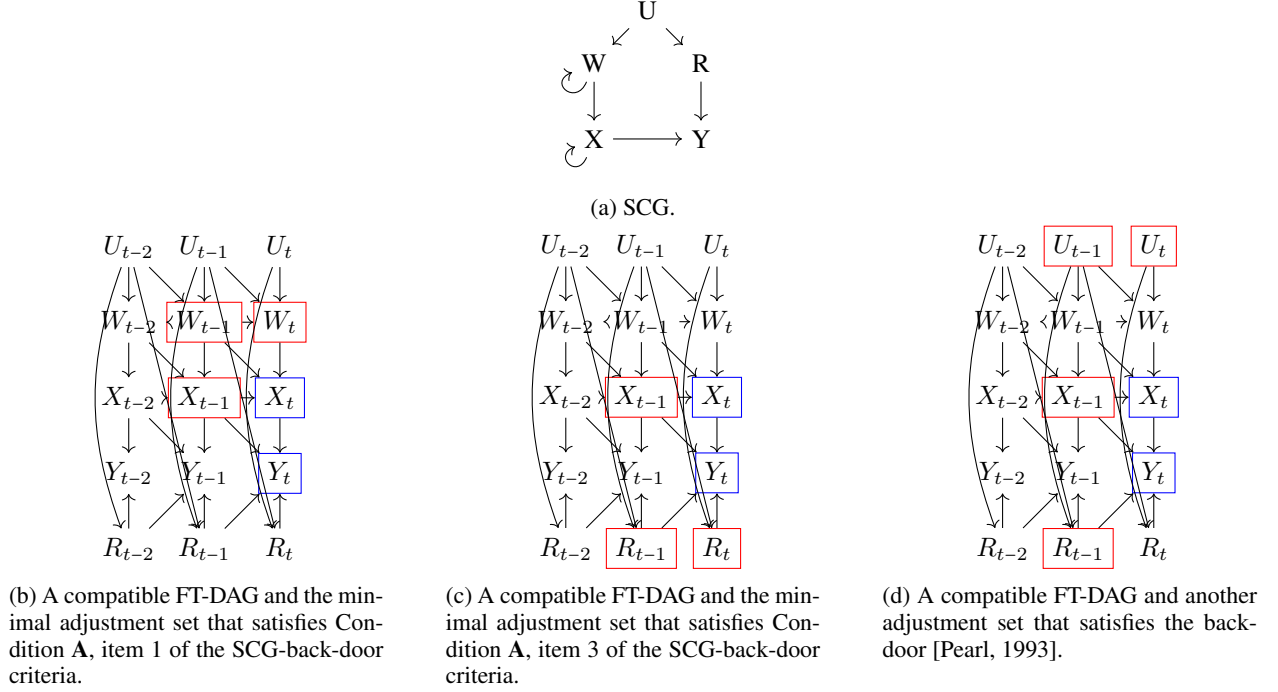 U
W R
X Y
(a) SCG.
U_{t−2} U_{t−1} U_t U_{t−2} U_{t−1} U_t U_{t−2} U_{t−1} U_t
W_{t−2} W_{t−1} W_t W_{t−2} W_{t−1} W_t W_{t−2} W_{t−1} W_t
X_{t−2} X_{t−1} X_t X_{t−2} X_{t−1} X_t X_{t−2} X_{t−1} X_t
Y_{t−2} Y_{t−1} Y_t Y_{t−2} Y_{t−1} Y_t Y_{t−2} Y_{t−1} Y_t
R_{t−2} R_{t−1} R_t R_{t−2} R_{t−1} R_t R_{t−2} R_{t−1} R_t
(b) A compatible FT-DAG and the min-
imal adjustment set that satisfies Con-
dition A, item 1 of the SCG-back-door
criteria.
(c) A compatible FT-DAG and the min-
imal adjustment set that satisfies Con-
dition A, item 3 of the SCG-back-door
criteria.
(d) A compatible FT-DAG and another
adjustment set that satisfies the back-
door [Pearl, 1993].